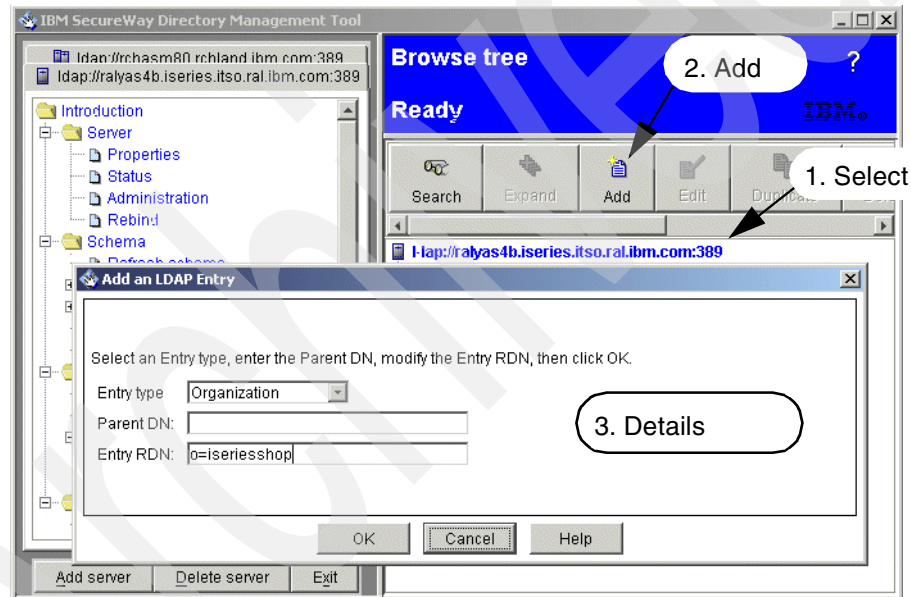 IBM SecureWay Directory Management Tool
ldap://rchasm80.rchland.ibm.com:389
ldap://ralyas4b.iseries.itso.ral.ibm.com:389
Introduction
Server
Properties
Status
Administration
Rebind
Schema
Refresh schema
Browse tree
2. Add
?
Ready
IBM
Search
Expand
Add
Edit
Duplicate
1. Select
ldap://ralyas4b.iseries.itso.ral.ibm.com:389
Add an LDAP Entry
Select an Entry type, enter the Parent DN, modify the Entry RDN, then click OK.
Entry type Organization
Parent DN:
3. Details
Entry RDN: o=iseriesshop
OK Cancel Help
Add server Delete server Exit